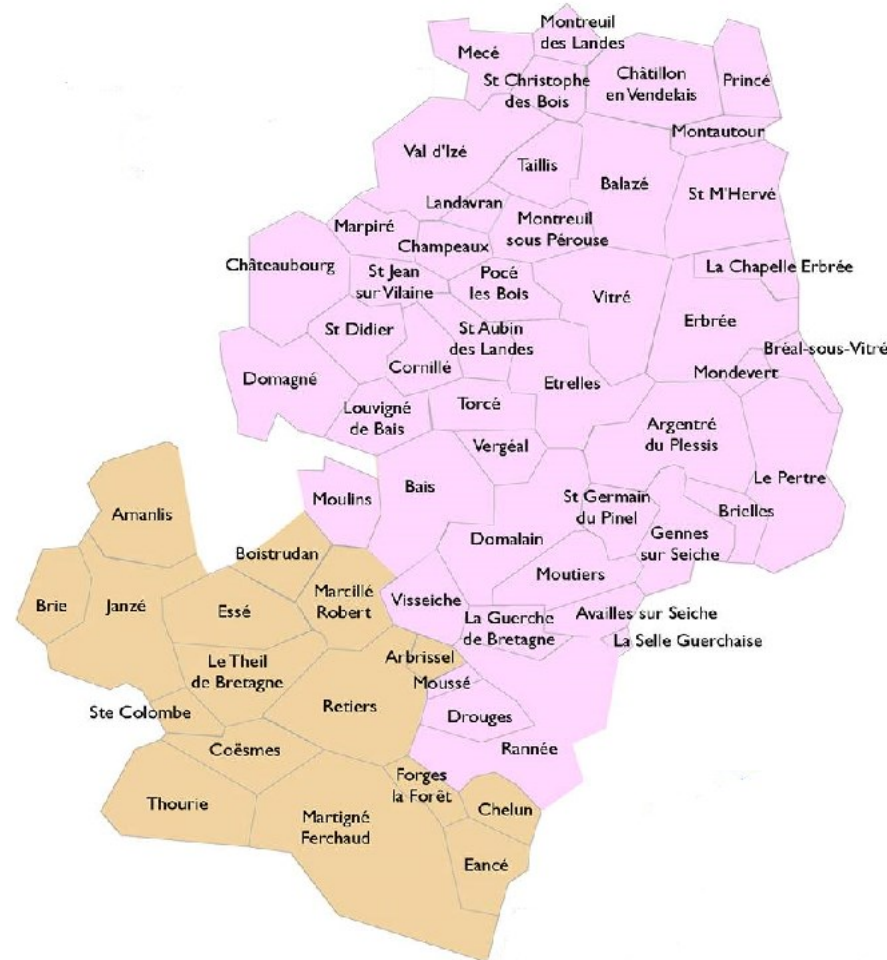 Montreuil
des Landes
Mecé
St Christophe
des Bois
Châtillon
en Vendelais
Princé
Montautour
Val d'Izé
Taillis
Balazé
St M'Hervé
Landavran
Montreuil
sous Pérouse
Marpiré
Champeaux
Châteaubourg
St Jean
sur Vilaine
Pocé
les Bois
Vitré
La Chapelle Erbrée
Erbrée
St Didier
St Aubin
des Landes
Bréal-sous-Vitré
Cornillé
Mondevert
Domagné
Etrelles
Louvigné
de Bais
Torcé
Argentré
du Plessis
Vergéal
Le Pertre
Bais
Moulins
St Germain
du Pinel
Brielles
Amanlis
Domalain
Gennes
sur Seiche
Boistrudan
Moutiers
Brie
Janzé
Essé
Marcillé
Robert
Visseiche
La Guerche
de Bretagne
Availles sur Seiche
La Selle Guerchaise
Le Theil
de Bretagne
Arbrissel
Moussé
Ste Colombe
Retiers
Drouges
Coësmes
Rannée
Forges
la Forêt
Thourie
Martigné
Ferchaud
Chelun
Eancé